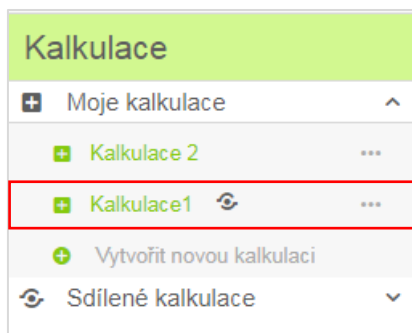 Kalkulace
Moje kalkulace
Kalkulace 2
Kalkulace1
Vytvořit novou kalkulaci
Sdílené kalkulace